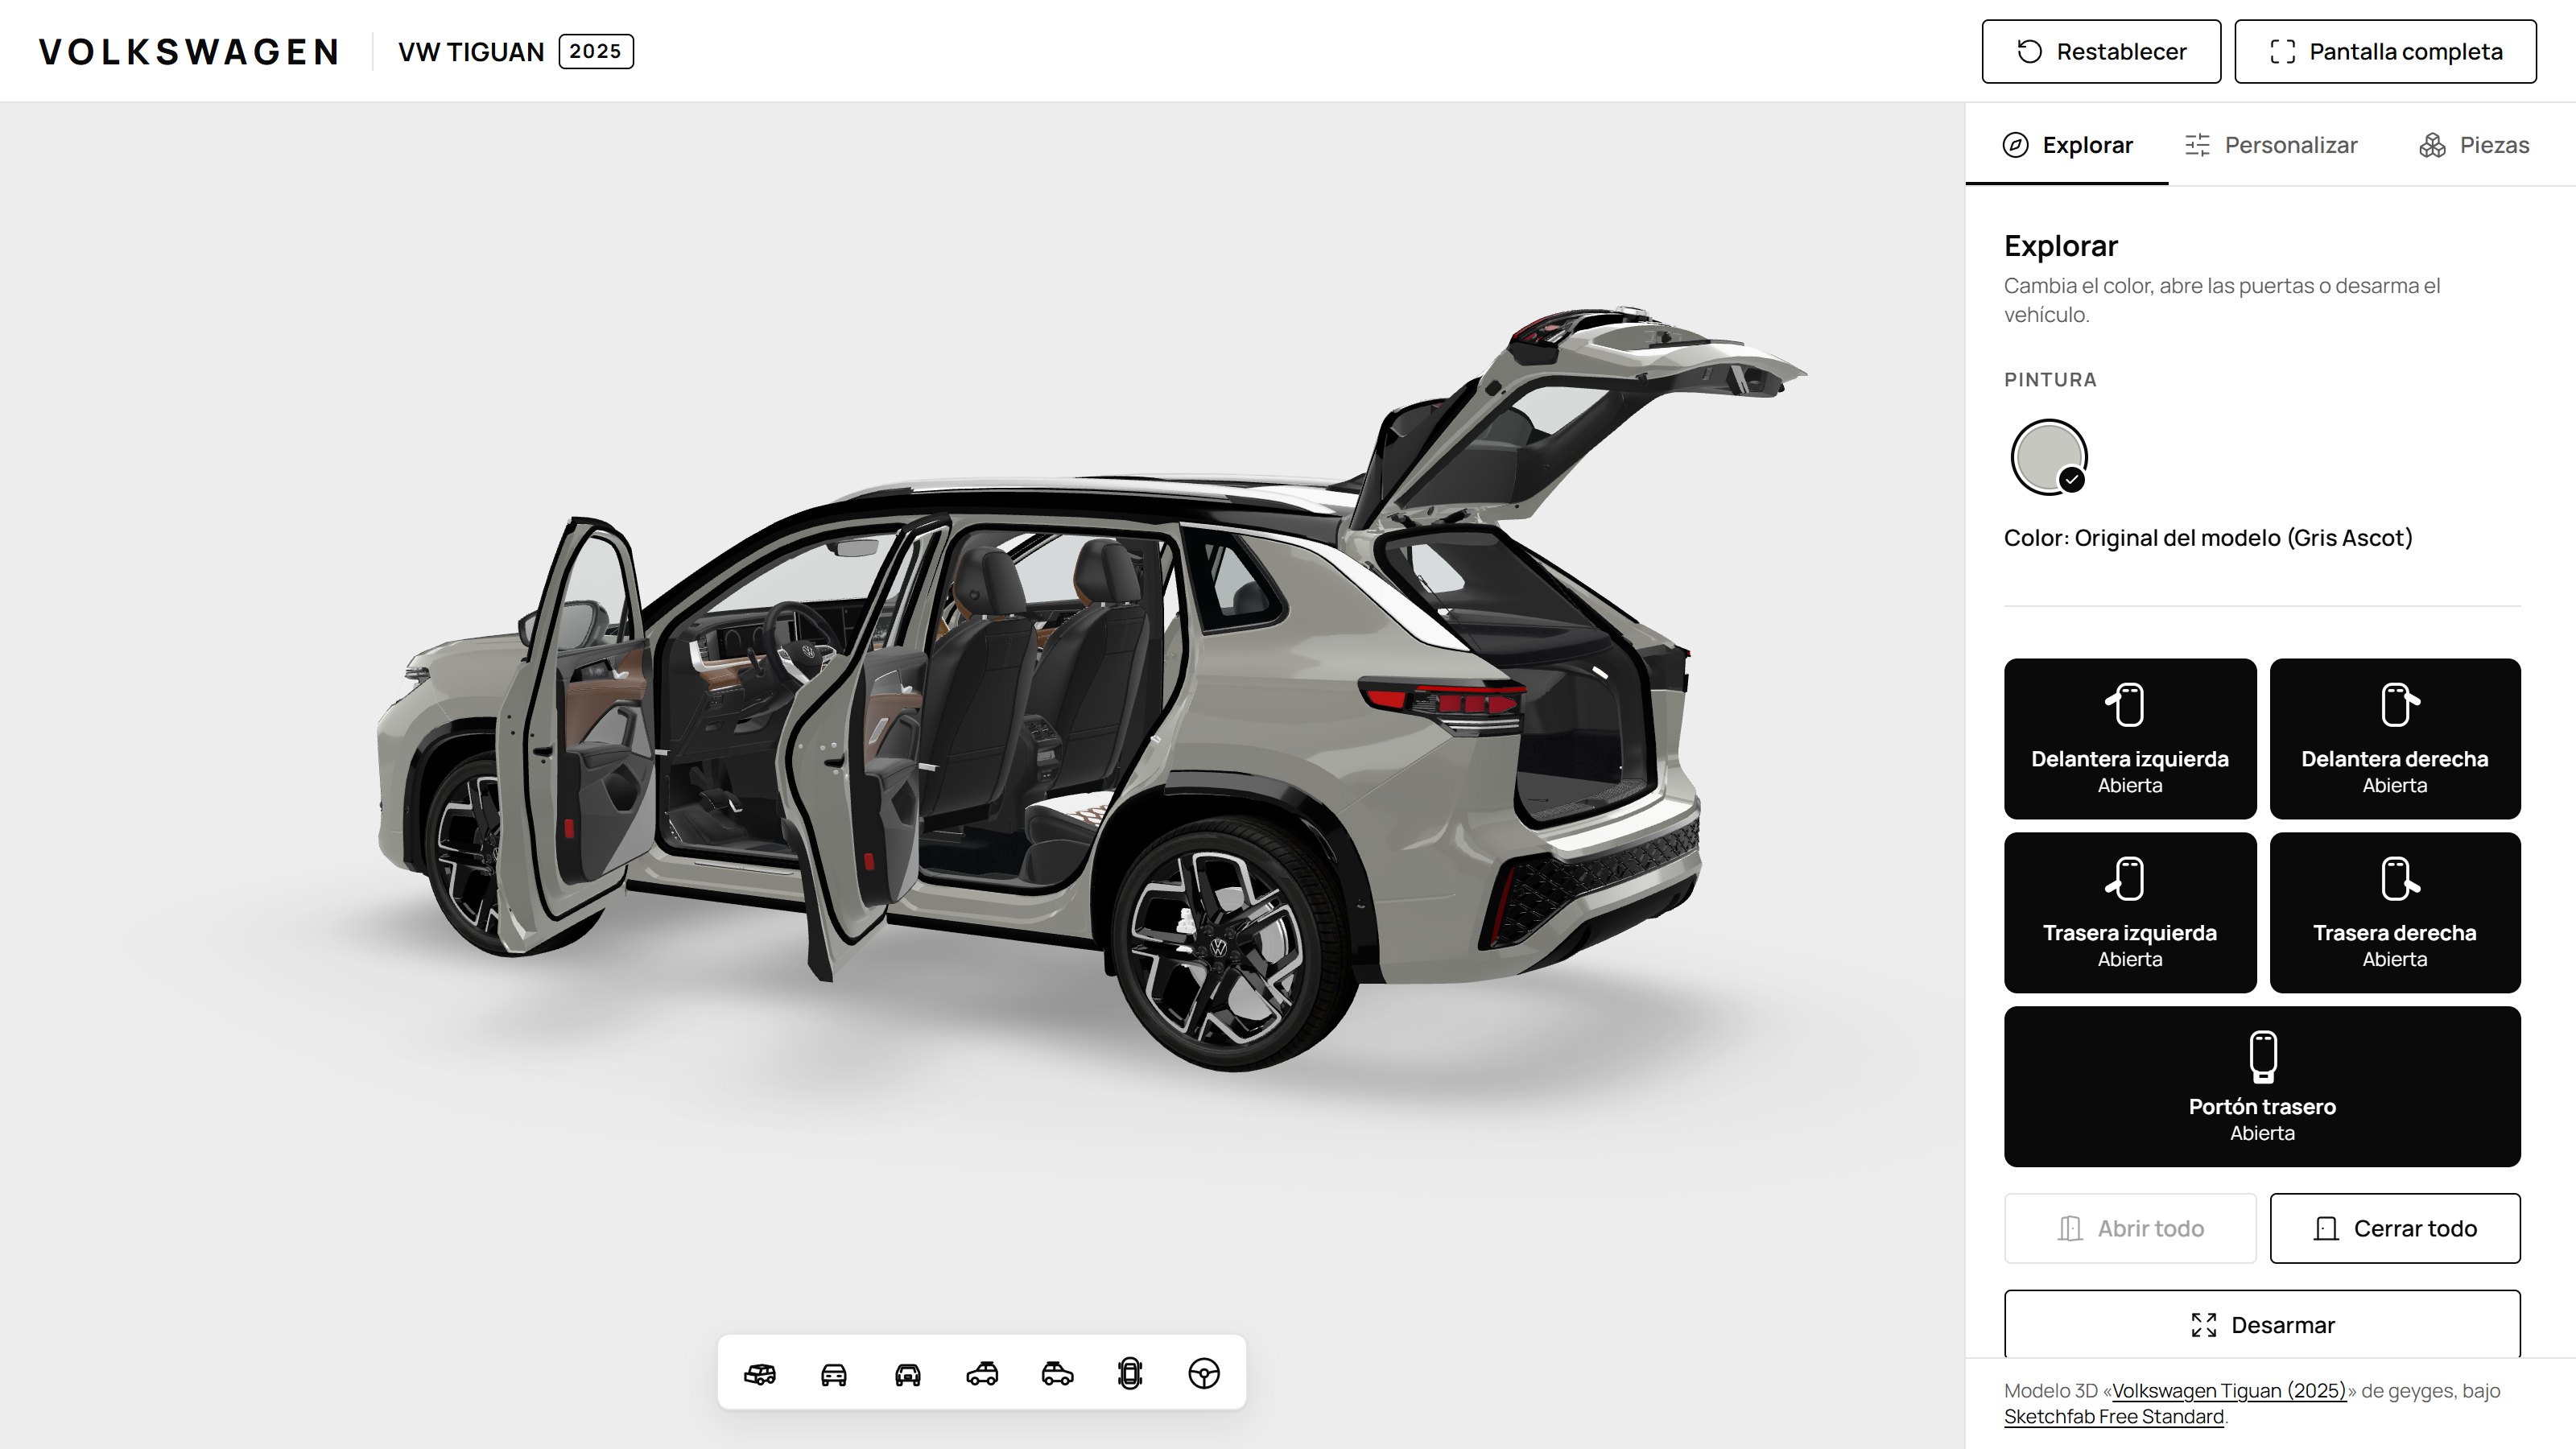 VOLKSWAGEN
VW TIGUAN
2025
Restablecer
Pantalla completa
Explorar
Personalizar
Piezas
Explorar
Cambia el color, abre las puertas o desarma el
vehículo.
PINTURA
Color: Original del modelo (Gris Ascot)
Delantera izquierda
Abierta
Delantera derecha
Abierta
Trasera izquierda
Abierta
Trasera derecha
Abierta
Portón trasero
Abierta
Abrir todo
Cerrar todo
Desarmar
Modelo 3D «Volkswagen Tiguan (2025)» de geyges, bajo
Sketchfab Free Standard.